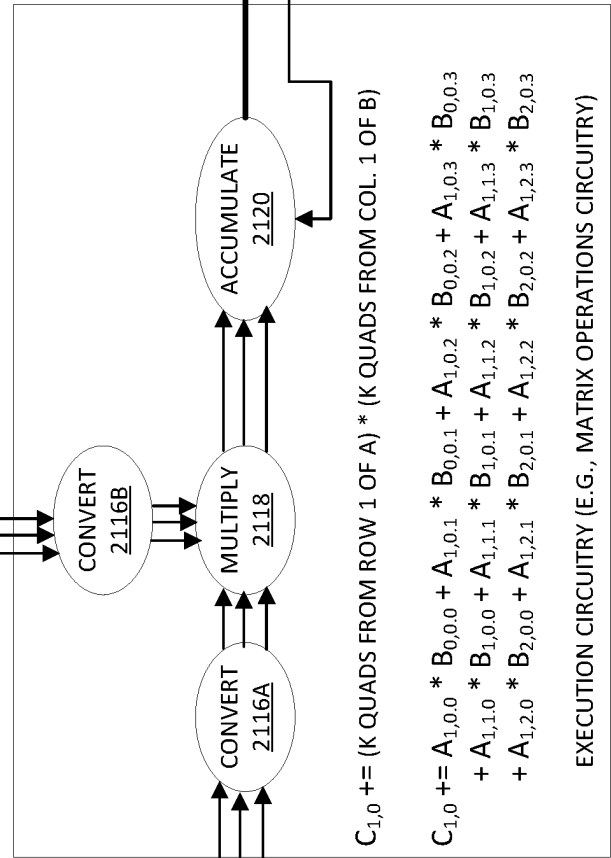 CONVERT
2116B
CONVERT
2116A
MULTIPLY
2118
ACCUMULATE
2120
C1,0 += (K QUADS FROM ROW 1 OF A) * (K QUADS FROM COL. 1 OF B)
C1,0 += A1,0.0 * B0,0.0 + A1,0.1 * B0,0.1 + A1,0.2 * B0,0.2 + A1,0.3 * B0,0.3
+ A1,1.0 * B1,0.0 + A1,1.1 * B1,0.1 + A1,1.2 * B1,0.2 + A1,1.3 * B1,0.3
+ A1,2.0 * B2,0.0 + A1,2.1 * B2,0.1 + A1,2.2 * B2,0.2 + A1,2.3 * B2,0.3
EXECUTION CIRCUITRY (E.G., MATRIX OPERATIONS CIRCUITRY)